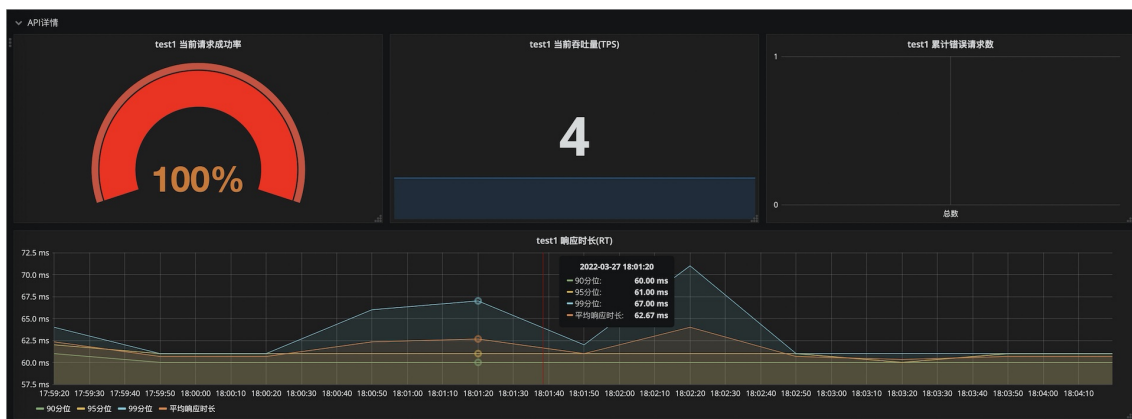 API详情
test1 当前请求成功率
100%
test1 当前吞吐量(TPS)
4
test1 累计错误请求数
1
0
总数
test1 响应时长(RT)
72.5 ms
70.0 ms
67.5 ms
65.0 ms
62.5 ms
60.0 ms
57.5 ms
2022-03-27 18:01:20
90分位: 60.00 ms
95分位: 61.00 ms
99分位: 67.00 ms
平均响应时长: 62.67 ms
17:59:20 17:59:30 17:59:40 17:59:50 18:00:00 18:00:10 18:00:20 18:00:30 18:00:40 18:00:50 18:01:00 18:01:10 18:01:20 18:01:30 18:01:40 18:01:50 18:02:00 18:02:10 18:02:20 18:02:30 18:02:40 18:02:50 18:03:00 18:03:10 18:03:20 18:03:30 18:03:40 18:03:50 18:04:00 18:04:10
90分位 95分位 99分位 平均响应时长